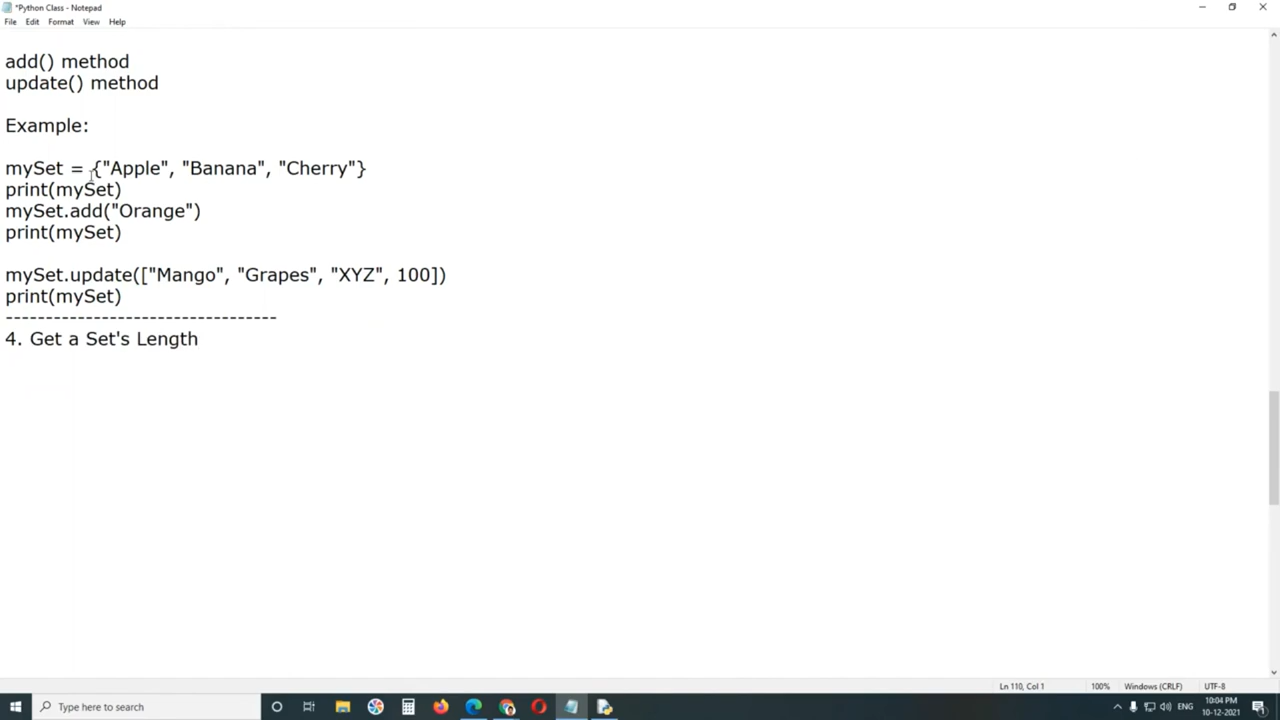 *Python Class - Notepad
File Edit Format View Help
add() method
update() method
Example:
mySet = {"Apple", "Banana", "Cherry"}
print(mySet)
mySet.add("Orange")
print(mySet)
mySet.update(["Mango", "Grapes", "XYZ", 100])
print(mySet)
----------------------------------
4. Get a Set's Length
Ln 110, Col 1 100% Windows (CRLF) UTF-8
Type here to search
ENG
10:04 PM
10-12-2021
1